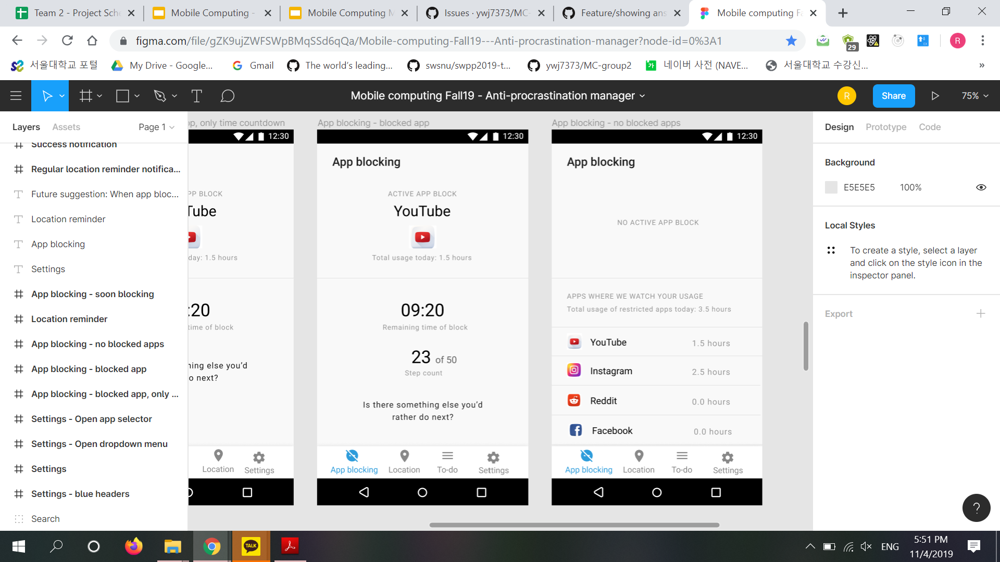 Team 2 - Project Sche
Mobile Computing -
Mobile Computing M
Issues · ywj7373/MC-
Feature/showing ans
Mobile computing Fa
figma.com/file/gZK9ujZWFSWpBMqSSd6qQa/Mobile-computing-Fall19---Anti-procrastination-manager?node-id=0%3A1
29
R
서울대학교 포털
My Drive - Google...
Gmail
The world's leading...
swsnu/swpp2019-t...
ywj7373/MC-group2
네이버 사전 (NAVE...
서울대학교 수강신...
»
Mobile computing Fall19 - Anti-procrastination manager
R
Share
75%
Layers
Assets
Page 1
Success notification
Regular location reminder notifica...
Future suggestion: When app bloc...
Location reminder
App blocking
Settings
App blocking - soon blocking
Location reminder
App blocking - no blocked apps
App blocking - blocked app
App blocking - blocked app, only ...
Settings - Open app selector
Settings - Open dropdown menu
Settings
Settings - blue headers
Search
p, only time countdown
12:30
PP BLOCK
Tube
day: 1.5 hours
:20
time of block
hing else you'd
o next?
Location
Settings
App blocking - blocked app
12:30
App blocking
ACTIVE APP BLOCK
YouTube
Total usage today: 1.5 hours
09:20
Remaining time of block
23 of 50
Step count
Is there something else you'd
rather do next?
App blocking
Location
To-do
Settings
App blocking - no blocked apps
12:30
App blocking
NO ACTIVE APP BLOCK
APPS WHERE WE WATCH YOUR USAGE
Total usage of restricted apps today: 3.5 hours
YouTube 1.5 hours
Instagram 2.5 hours
Reddit 0.0 hours
Facebook 0.0 hours
App blocking
Location
To-do
Settings
Design
Prototype
Code
Background
E5E5E5 100%
Local Styles
To create a style, select a layer
and click on the style icon in the
inspector panel.
Export
?
TALK
ENG
5:51 PM
11/4/2019